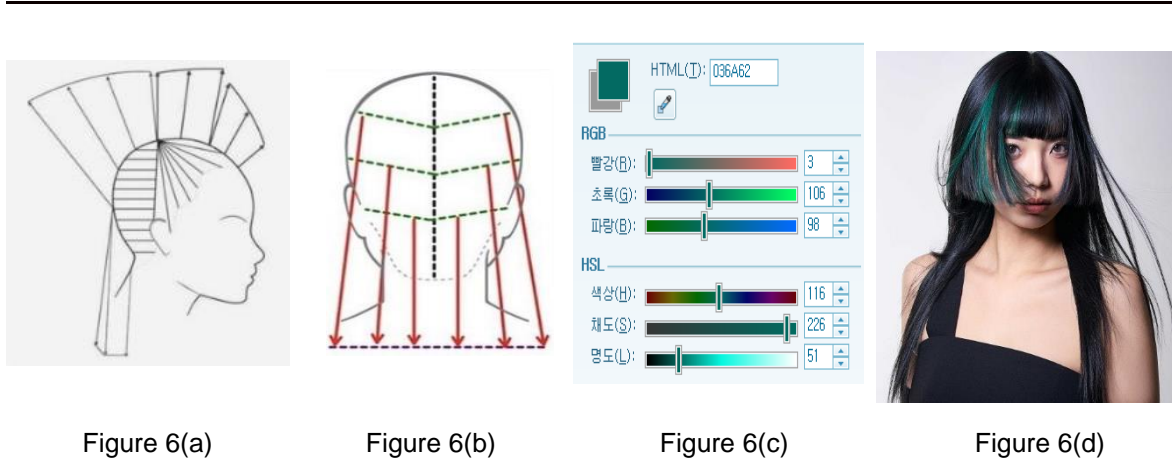 HTML(T): 036A62
RGB
빨강(R): 3
초록(G): 106
파랑(B): 98
HSL
색상(H): 116
채도(S): 226
명도(L): 51
Figure 6(a) Figure 6(b) Figure 6(c) Figure 6(d)